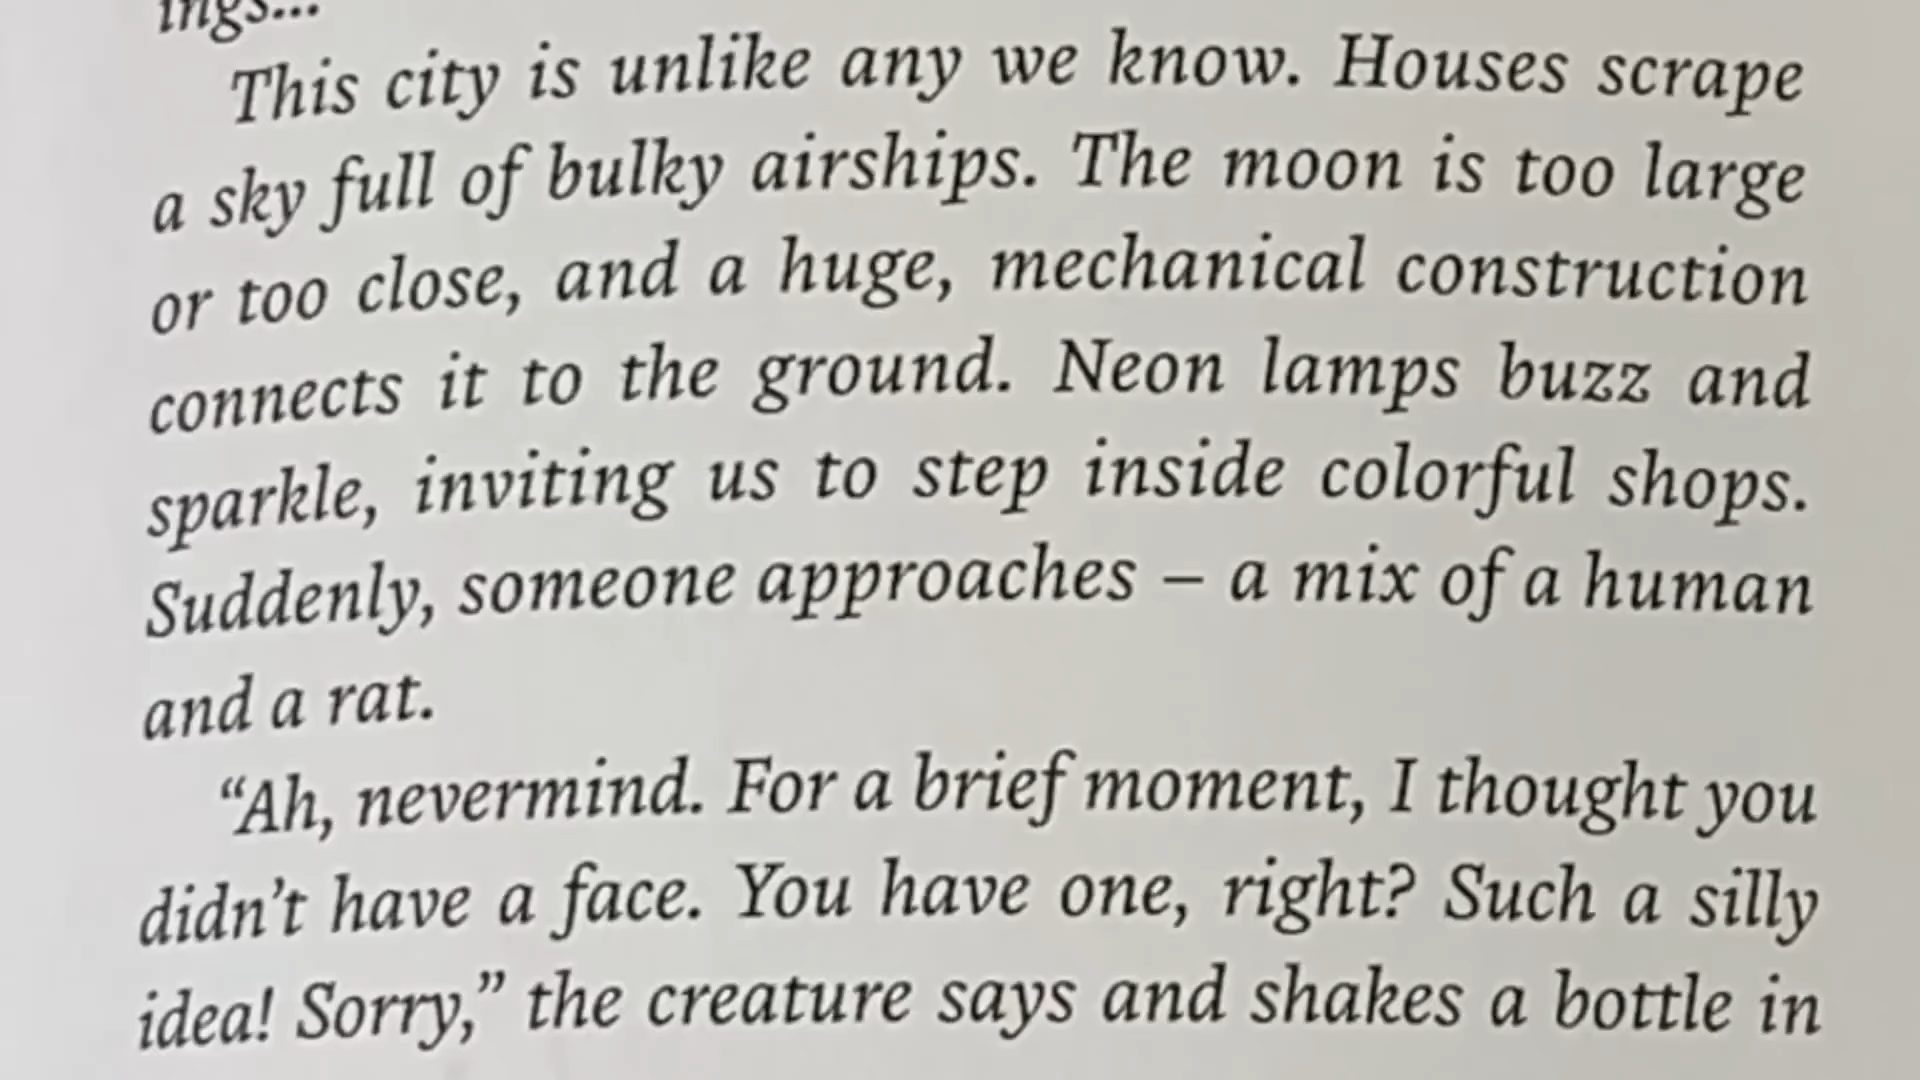 ings...
This city is unlike any we know. Houses scrape
a sky full of bulky airships. The moon is too large
or too close, and a huge, mechanical construction
connects it to the ground. Neon lamps buzz and
sparkle, inviting us to step inside colorful shops.
Suddenly, someone approaches – a mix of a human
and a rat.
“Ah, nevermind. For a brief moment, I thought you
didn’t have a face. You have one, right? Such a silly
idea! Sorry,” the creature says and shakes a bottle in